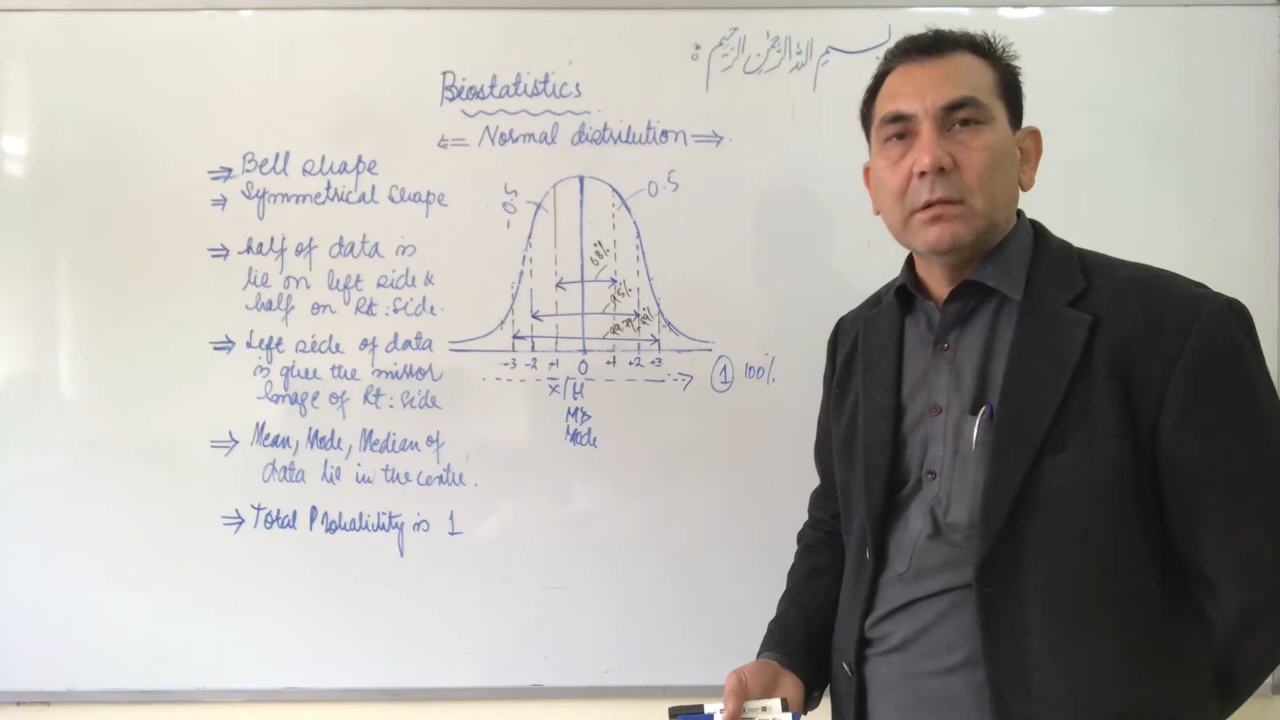 بسم الله الرحمن الرحيم :
Biostatistics
Normal distribution
⇒ Bell shape
⇒ Symmetrical shape
⇒ half of data is
lie on left side &
half on Rt: side.
⇒ Left side of data
is give the mirror
Image of Rt: side
⇒ Mean, Mode, Median of
data lie in the centre.
⇒ Total Probability is 1
-0.5
0.5
68%
95%
99.7% 99%
-3 -2 +1 0 +1 +2 +3
① 100%
X/M
MD
Mode